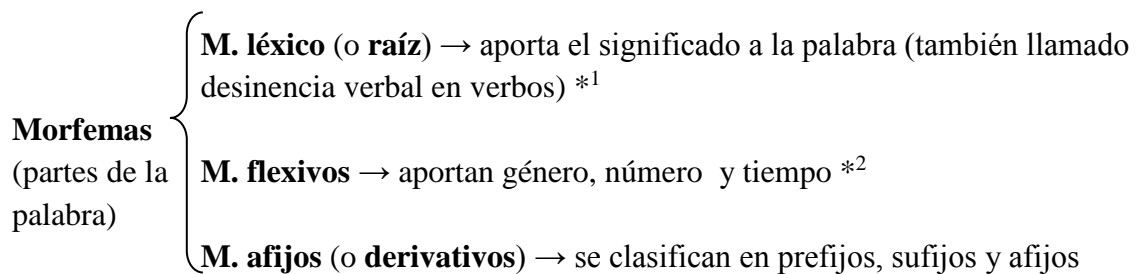 M. léxico (o raíz) → aporta el significado a la palabra (también llamado
desinencia verbal en verbos) *1
Morfemas
(partes de la
palabra)
M. flexivos → aportan género, número y tiempo *2
M. afijos (o derivativos) → se clasifican en prefijos, sufijos y afijos